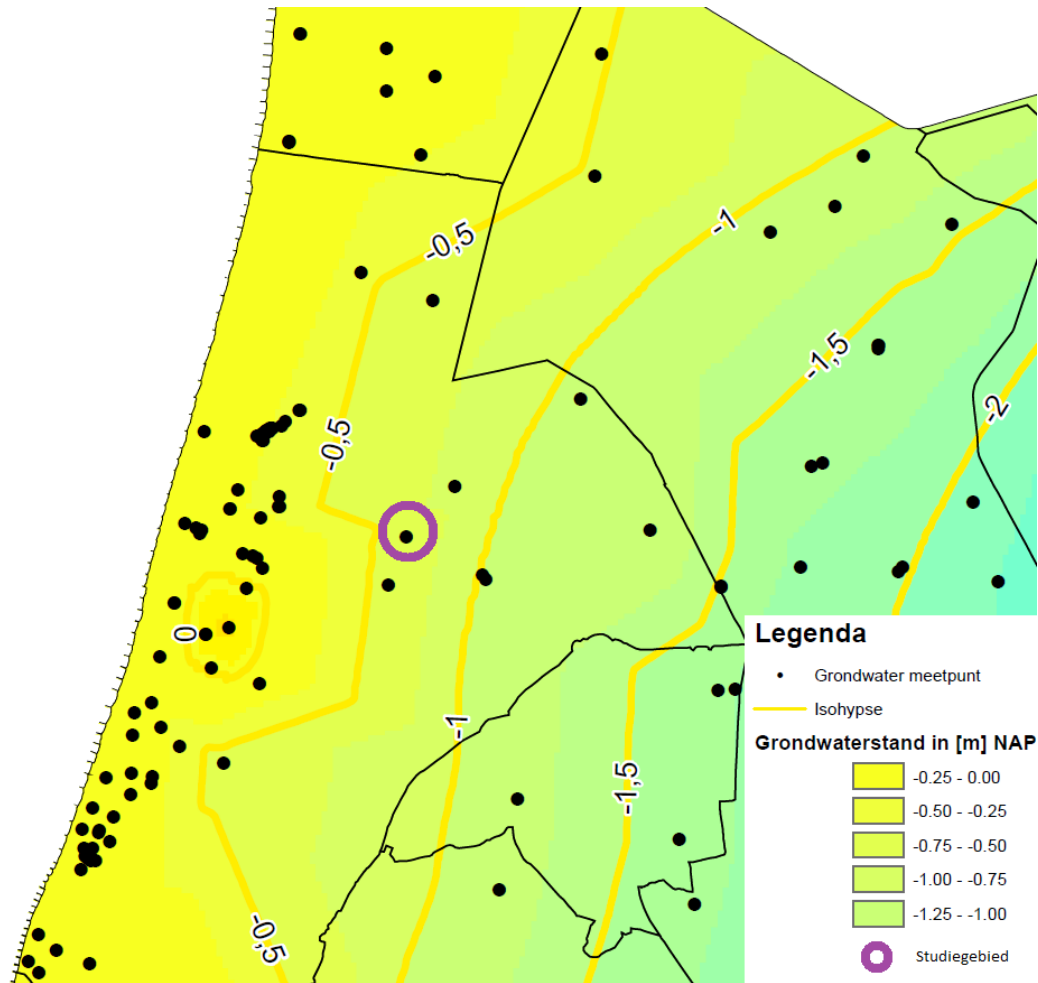 -0,5
-1
-0,5
-1,5
-2
0
-1
-1,5
-0,5
Legenda
Grondwater meetpunt
Isohypse
Grondwaterstand in [m] NAP
-0.25 - 0.00
-0.50 - -0.25
-0.75 - -0.50
-1.00 - -0.75
-1.25 - -1.00
Studiegebied